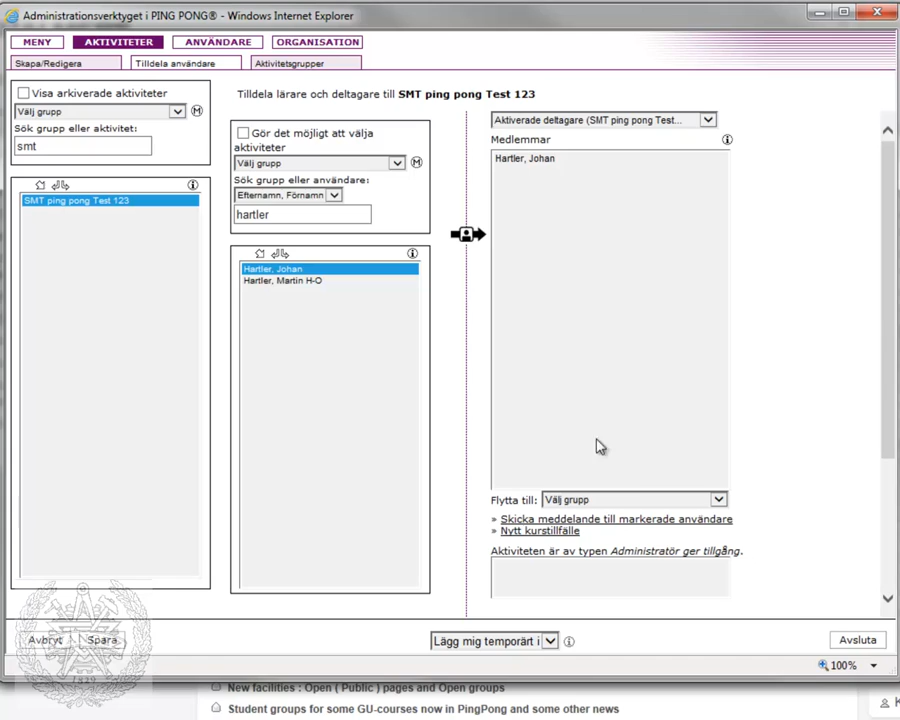 Administrationsverktyget i PING PONG® - Windows Internet Explorer
MENY AKTIVITETER ANVÄNDARE ORGANISATION
Skapa/Redigera Tilldela användare Aktivitetsgrupper
Visa arkiverade aktiviteter
Välj grupp M
Sök grupp eller aktivitet:
smt
SMT ping pong Test 123
Tilldela lärare och deltagare till SMT ping pong Test 123
Gör det möjligt att välja
aktiviteter
Välj grupp M
Sök grupp eller användare:
Efternamn, Förnamn
hartler
Hartler, Johan
Hartler, Martin H-O
Aktiverade deltagare (SMT ping pong Test...
Medlemmar
Hartler, Johan
Flytta till: Välj grupp
» Skicka meddelande till markerade användare
» Nytt kurstillfälle
Aktiviteten är av typen Administratör ger tillgång.
Avbryt Spara
Lägg mig temporärt i
Avsluta
1829
100%
New facilities : Open ( Public ) pages and Open groups
Student groups for some GU-courses now in PingPong and some other news